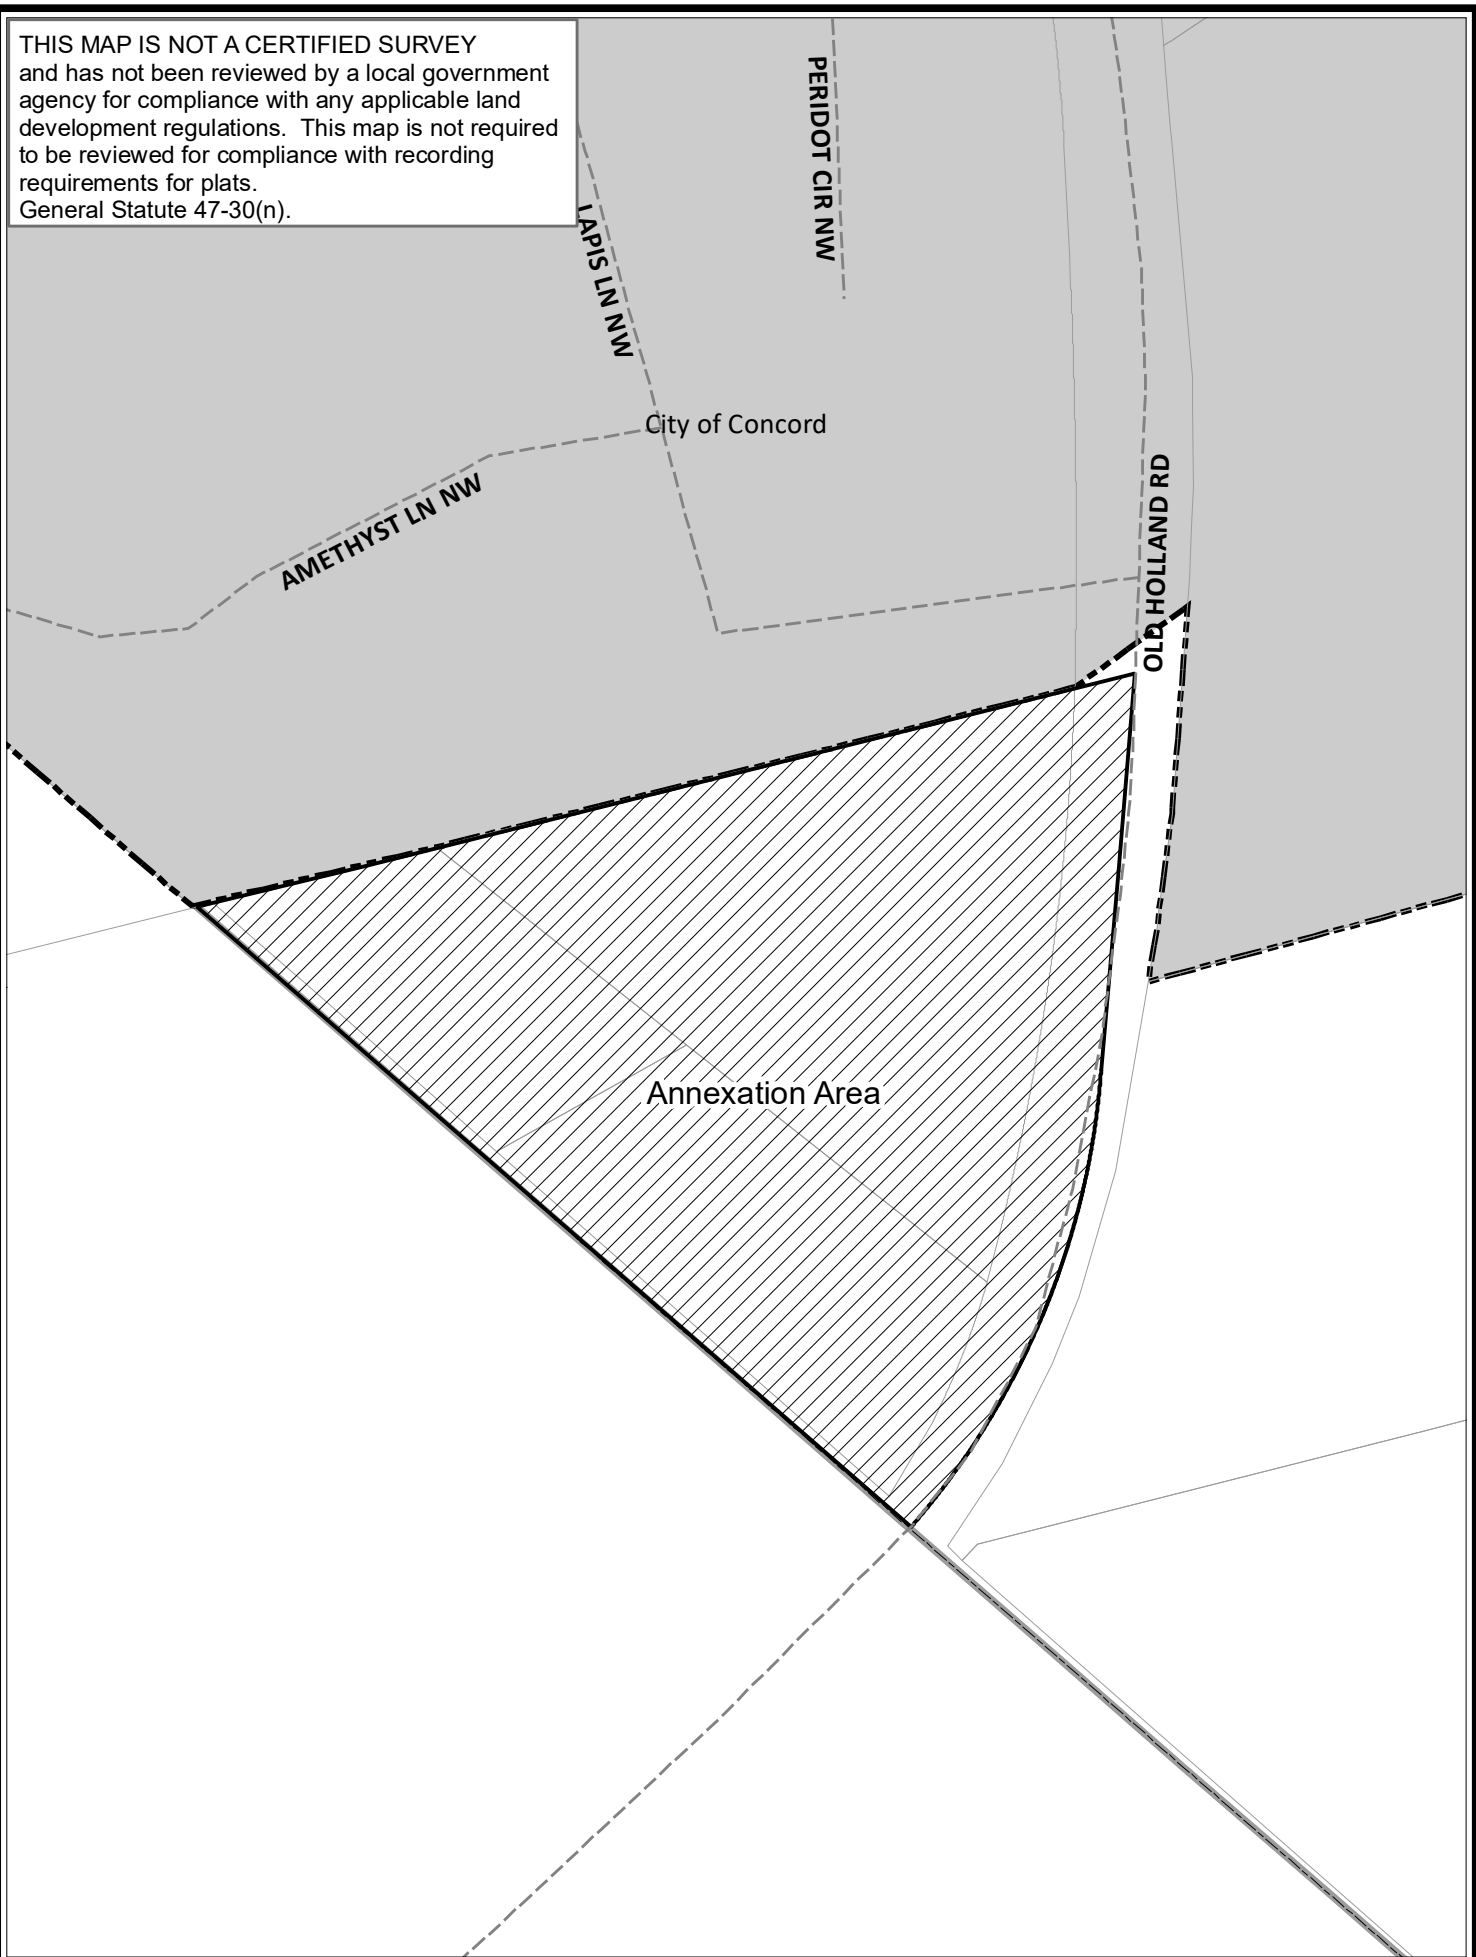 THIS MAP IS NOT A CERTIFIED SURVEY
and has not been reviewed by a local government
agency for compliance with any applicable land
development regulations.  This map is not required
to be reviewed for compliance with recording
requirements for plats.
General Statute 47-30(n).
PERIDOT CIR NW
LAPIS LN NW
City of Concord
AMETHYST LN NW
OLD HOLLAND RD
Annexation Area